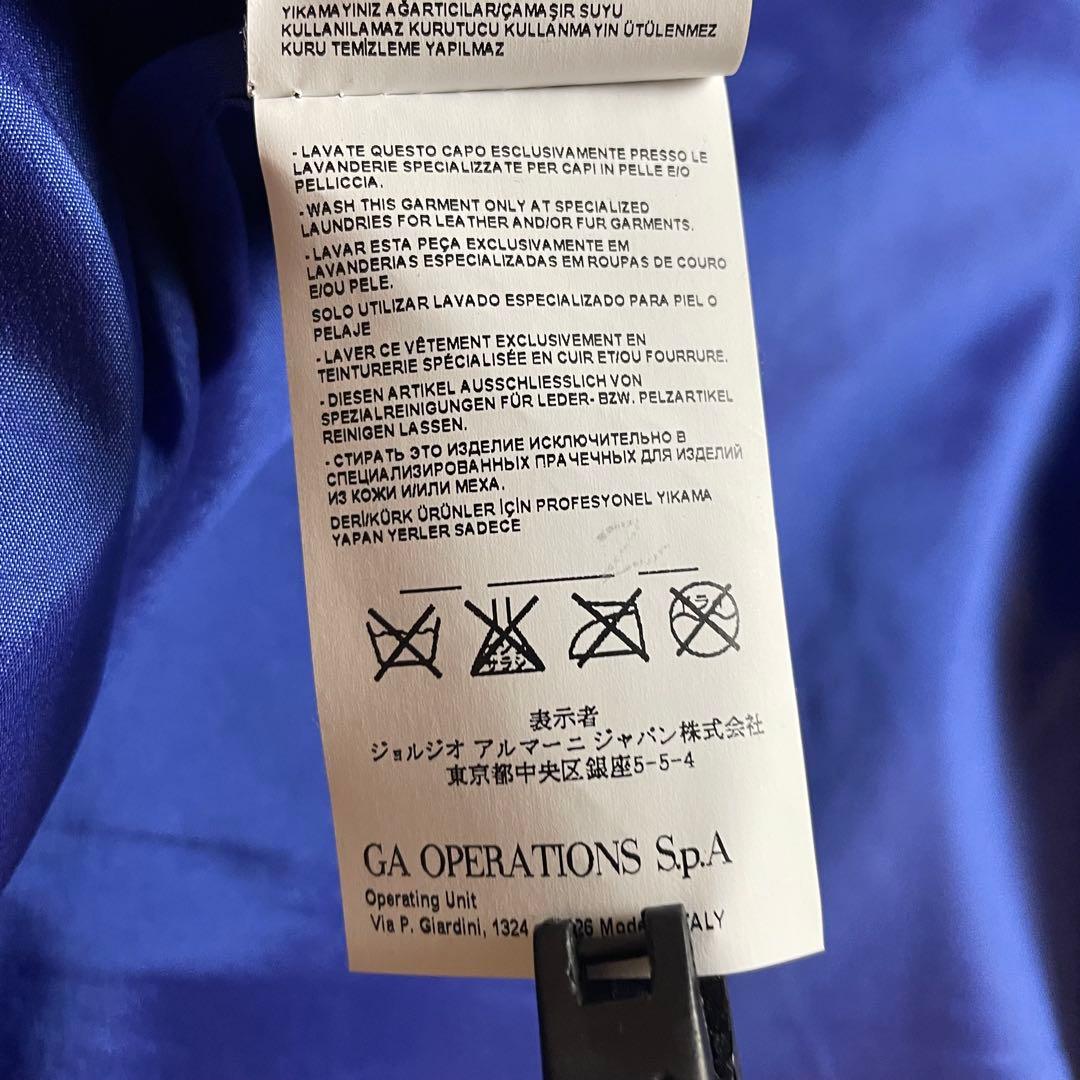 YIKAMAYINIZ AĞARTICILAR/ÇAMAŞIR SUYU
KULLANILAMAZ KURUTUCU KULLANMAYIN ÜTÜLENMEZ
KURU TEMİZLEME YAPILMAZ
- LAVATE QUESTO CAPO ESCLUSIVAMENTE PRESSO LE
LAVANDERIE SPECIALIZZATE PER CAPI IN PELLE E/O
PELLICCIA.
- WASH THIS GARMENT ONLY AT SPECIALIZED
LAUNDRIES FOR LEATHER AND/OR FUR GARMENTS.
- LAVAR ESTA PEÇA EXCLUSIVAMENTE EM
LAVANDERIAS ESPECIALIZADAS EM ROUPAS DE COURO
E/OU PELE.
SOLO UTILIZAR LAVADO ESPECIALIZADO PARA PIEL O
PELAJE
- LAVER CE VÊTEMENT EXCLUSIVEMENT EN
TEINTURERIE SPÉCIALISÉE EN CUIR ET/OU FOURRURE.
- DIESEN ARTIKEL AUSSCHLIESSLICH VON
SPEZIALREINIGUNGEN FÜR LEDER- BZW. PELZARTIKEL
REINIGEN LASSEN.
- СТИРАТЬ ЭТО ИЗДЕЛИЕ ИСКЛЮЧИТЕЛЬНО В
СПЕЦИАЛИЗИРОВАННЫХ ПРАЧЕЧНЫХ ДЛЯ ИЗДЕЛИЙ
ИЗ КОЖИ И/ИЛИ МЕХА.
DERİ/KÜRK ÜRÜNLER İÇİN PROFESYONEL YIKAMA
YAPAN YERLER SADECE
表示者
ジョルジオ アルマーニ ジャパン株式会社
東京都中央区銀座5-5-4
GA OPERATIONS S.p.A
Operating Unit
Via P. Giardini, 1324